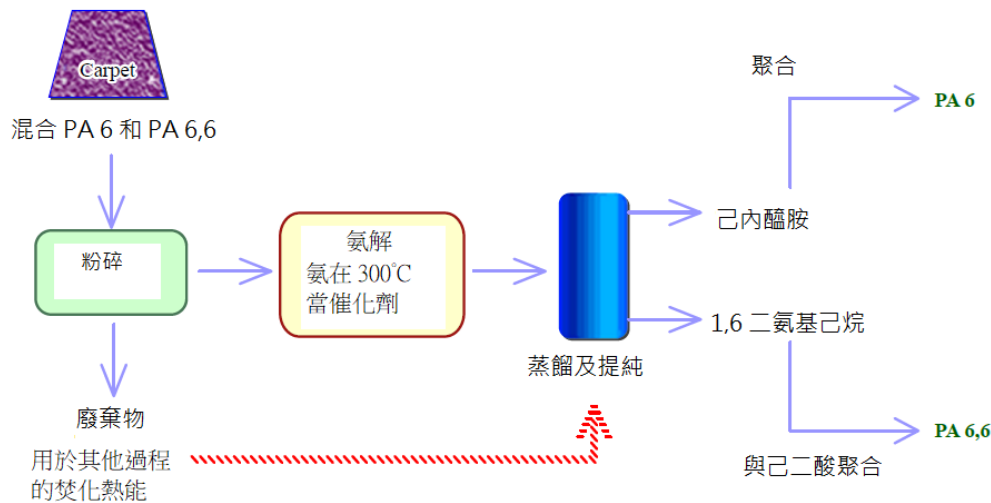 Carpet
混合 PA 6 和 PA 6,6
粉碎
廢棄物
用於其他過程
的焚化熱能
氨解
氨在 300°C
當催化劑
蒸餾及提純
聚合
PA 6
己內醯胺
1,6 二氨基己烷
PA 6,6
與己二酸聚合